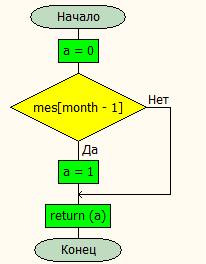 Начало
a = 0
mes[month - 1]
Нет
Да
a = 1
return (a)
Конец